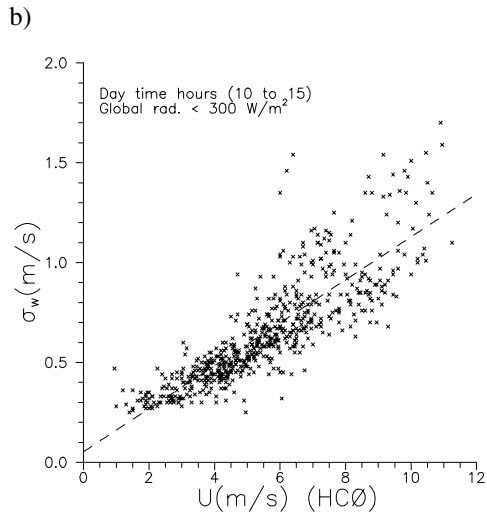 b)
2.0
Day time hours (10 to 15)
Global rad. < 300 W/m²
1.5
1.0
0.5
0.0
σw(m/s)
0 2 4 6 8 10 12
U(m/s) (HCØ)